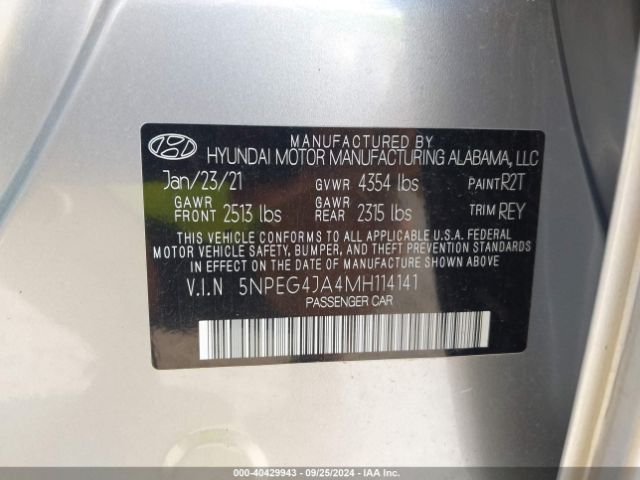 MANUFACTURED BY
HYUNDAI MOTOR MANUFACTURING ALABAMA, LLC
Jan/23/21 GVWR 4354 lbs PAINT R2T
GAWR FRONT 2513 lbs GAWR REAR 2315 lbs TRIM REY
THIS VEHICLE CONFORMS TO ALL APPLICABLE U.S.A. FEDERAL
MOTOR VEHICLE SAFETY, BUMPER, AND THEFT PREVENTION STANDARDS
IN EFFECT ON THE DATE OF MANUFACTURE SHOWN ABOVE.
V.I.N 5NPEG4JA4MH114141
PASSENGER CAR
000-40429943 - 09/25/2024 - IAA Inc.